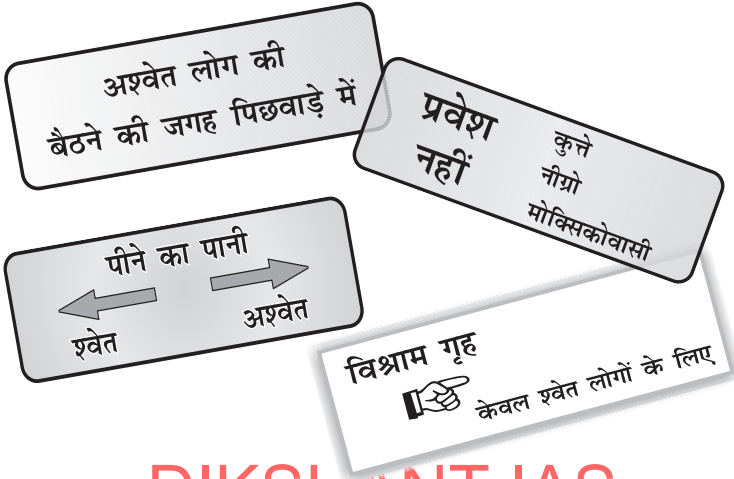 अश्वेत लोग की
बैठने की जगह पिछवाड़े में
प्रवेश
नहीं
कुत्ते
नीग्रो
मोक्सिकोवासी
पीने का पानी
श्वेत
अश्वेत
विश्राम गृह
केवल श्वेत लोगों के लिए